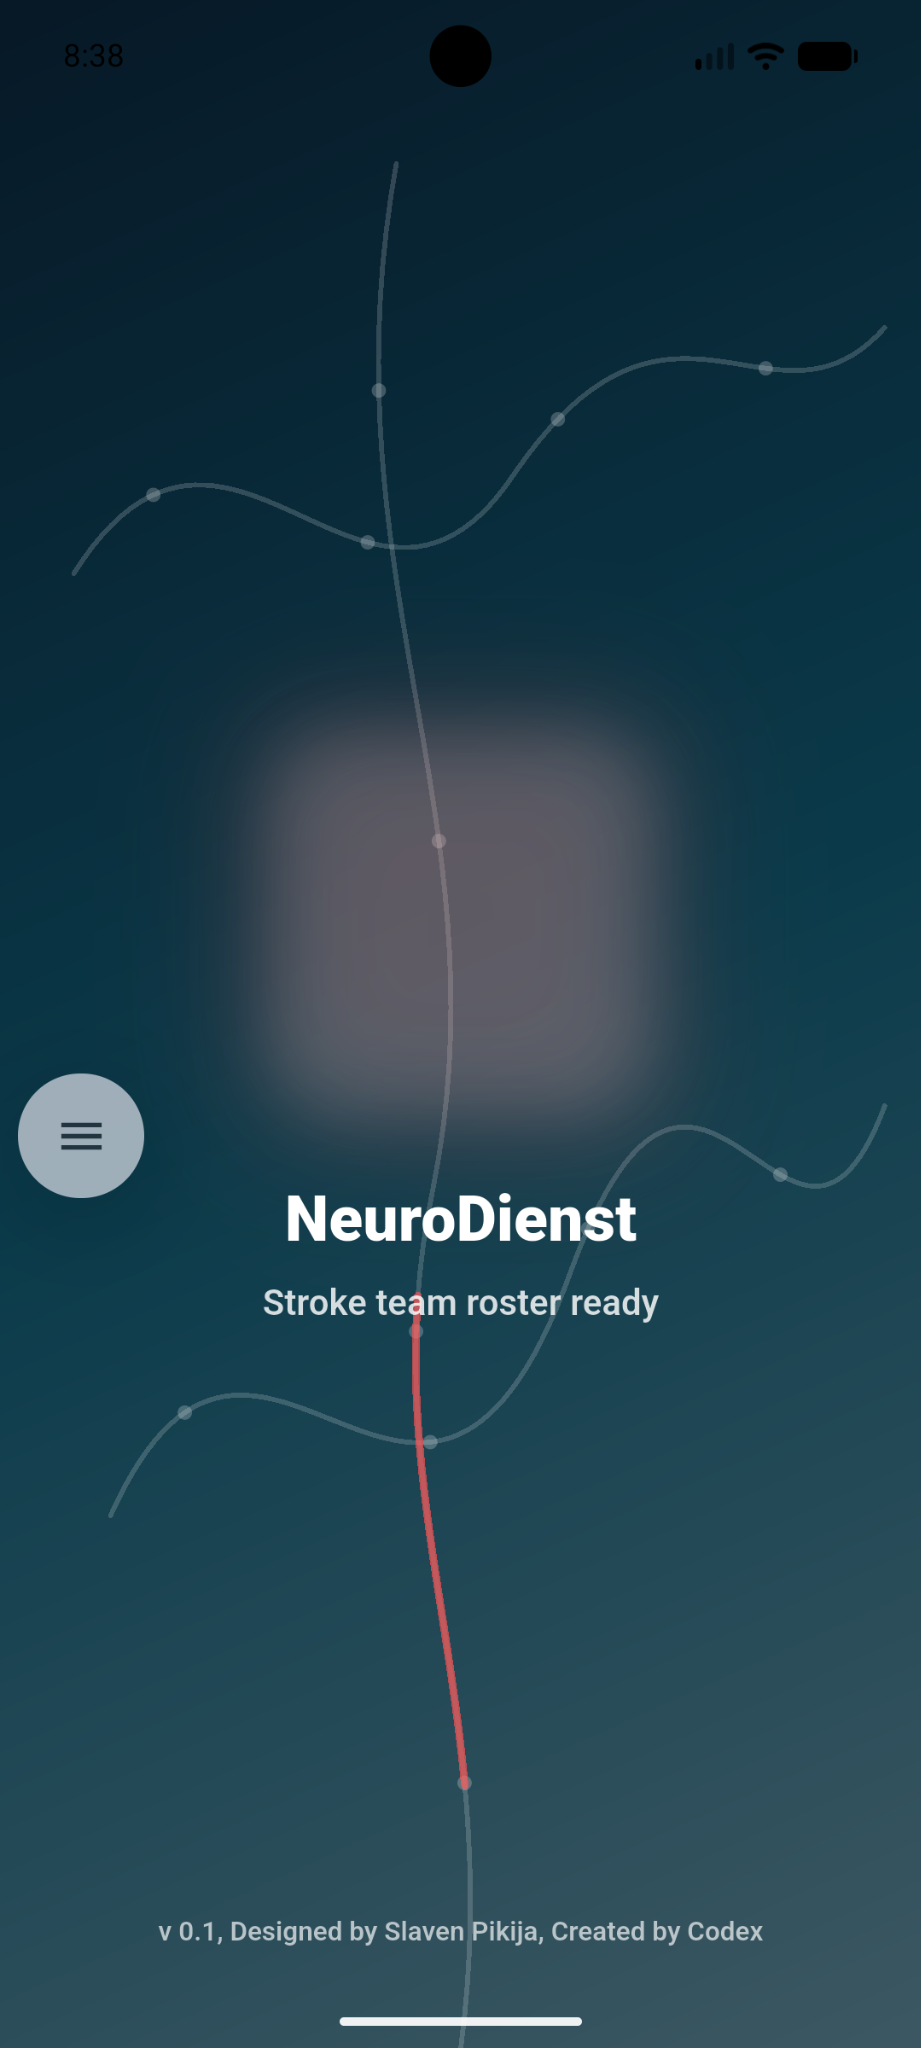 8:38
NeuroDienst
Stroke team roster ready
v 0.1, Designed by Slaven Pikija, Created by Codex